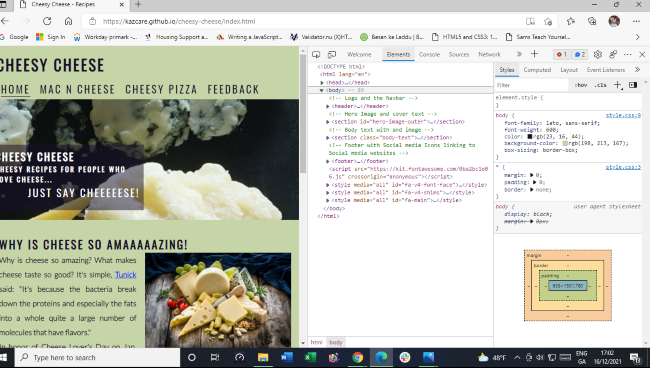 Cheesy Cheese - Recipes
https://kazcare.github.io/cheesy-cheese/index.html
Google Sign in Workday primark -... Housing Support a... Create a JavaScript... Validator.nu (X)HT... Besan ke Laddu | B... HTML5 and CSS3: 1... Sams Teach Yoursel...
CHEESY CHEESE
HOME MAC N CHEESE CHEESY PIZZA FEEDBACK
CHEESY CHEESE
CHEESY RECIPES FOR PEOPLE WHO
LOVE CHEESE...
JUST SAY CHEEEEESE!
WHY IS CHEESE SO AMAAAAAZING!
Why is cheese so amazing? What makes
cheese taste so good? It's simple, Tunick
said: "It's because the bacteria break
down the proteins and especially the fats
into a whole quite a large number of
molecules that have flavors."
In honor of Cheese Lover's Day on Jan.
Welcome Elements Console Sources Network
1 2
<!DOCTYPE html>
<html lang="en">
<head>…</head>
<body> == $0
<!-- Logo and the Navbar -->
<header>…</header>
<!-- Hero Image and cover text -->
<section id="hero-image-outer">…</section>
<!-- Body text with and image -->
<section class="body-text">…</section>
<!-- Footer with Social media Icons linking to
Social media websites -->
<footer>…</footer>
<script src="https://kit.fontawesome.com/0ba2bc1e0
6.js" crossorigin="anonymous"></script>
<style media="all" id="fa-v4-font-face">…</style>
<style media="all" id="fa-v4-shims">…</style>
<style media="all" id="fa-main">…</style>
</body>
</html>
html body
Styles Computed Layout Event Listeners
Filter :hov .cls
element.style {
}
body { style.css:9
font-family: lato, sans-serif;
font-weight: 600;
color: rgb(23, 16, 44);
background-color: rgb(198, 213, 167);
box-sizing: border-box;
}
* { style.css:3
margin: 0;
padding: 0;
border: none;
}
body { user agent stylesheet
display: block;
margin: 8px;
}
margin
border
padding
Type here to search
48°F
ENG
GA
17:02
16/12/2021